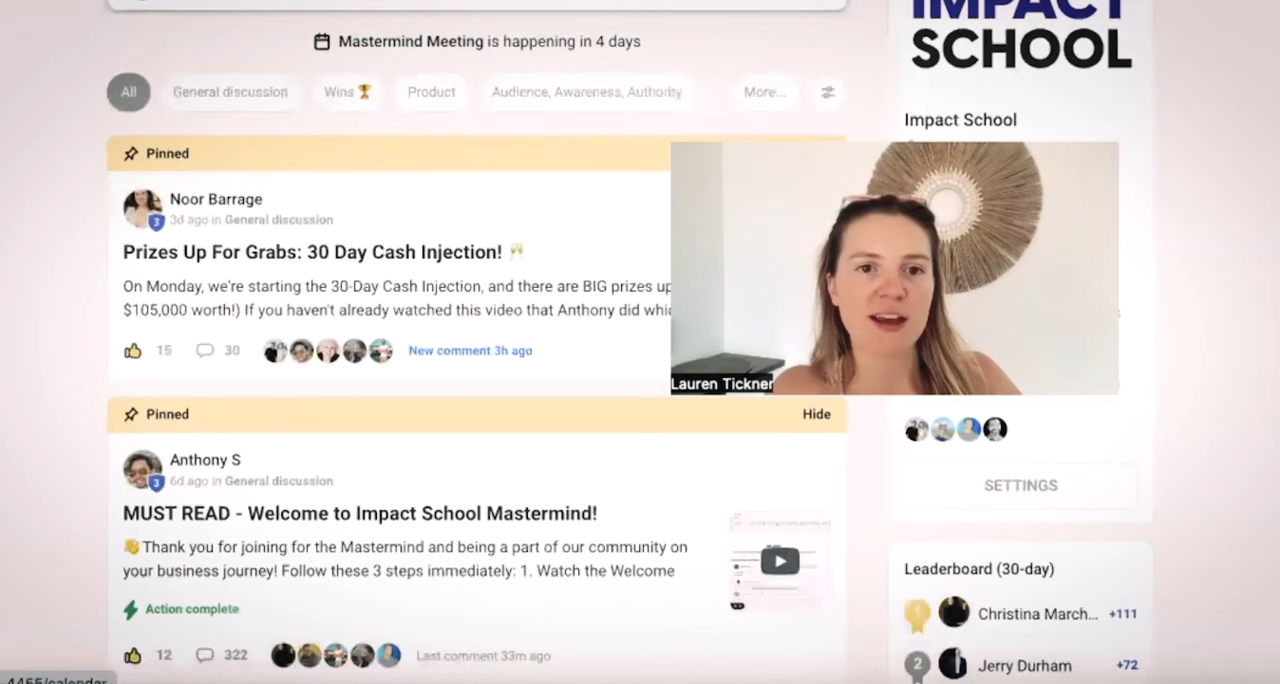 IMPACT
SCHOOL
Mastermind Meeting is happening in 4 days
All
General discussion
Wins
Product
Audience, Awareness, Authority
More...
Impact School
Pinned
Noor Barrage
3
3d ago in General discussion
Prizes Up For Grabs: 30 Day Cash Injection!
On Monday, we're starting the 30-Day Cash Injection, and there are BIG prizes up
$105,000 worth!) If you haven't already watched this video that Anthony did whic
15
30
New comment 3h ago
Lauren Tickner
Pinned
Hide
Anthony S
3
6d ago in General discussion
MUST READ - Welcome to Impact School Mastermind!
Thank you for joining for the Mastermind and being a part of our community on
your business journey! Follow these 3 steps immediately: 1. Watch the Welcome
Action complete
12
322
Last comment 33m ago
SETTINGS
Leaderboard (30-day)
1
Christina March...
+111
2
Jerry Durham
+72
4455/calendar